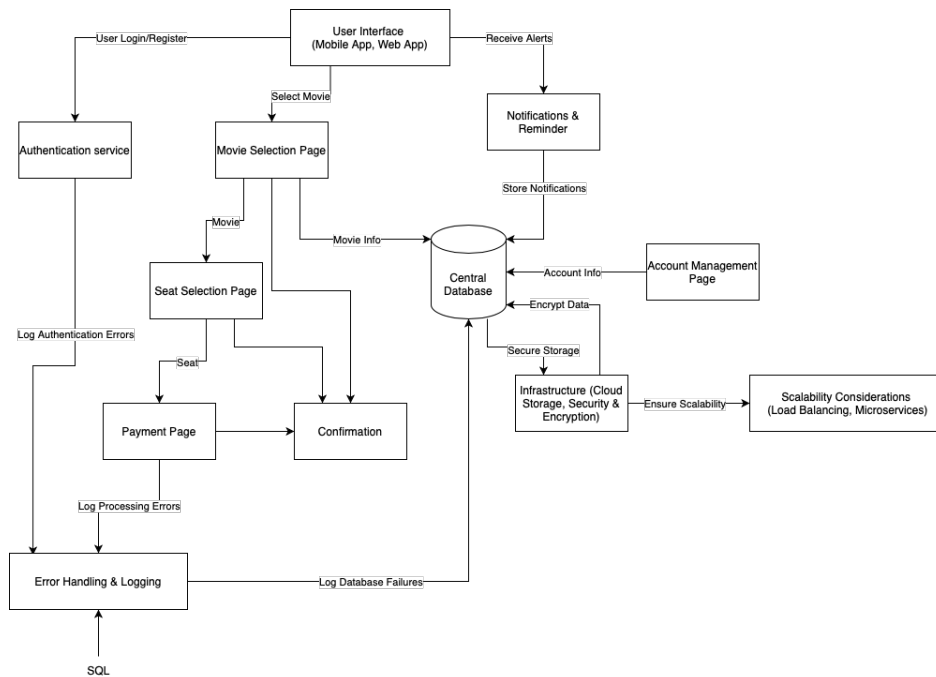 User Interface
(Mobile App, Web App)
User Login/Register
Receive Alerts
Select Movie
Notifications &
Reminder
Authentication service
Movie Selection Page
Store Notifications
Movie
Movie Info
Central
Database
Account Info
Account Management
Page
Seat Selection Page
Encrypt Data
Log Authentication Errors
Secure Storage
Seat
Infrastructure (Cloud
Storage, Security &
Encryption)
Ensure Scalability
Scalability Considerations
(Load Balancing, Microservices)
Payment Page
Confirmation
Log Processing Errors
Error Handling & Logging
Log Database Failures
SQL